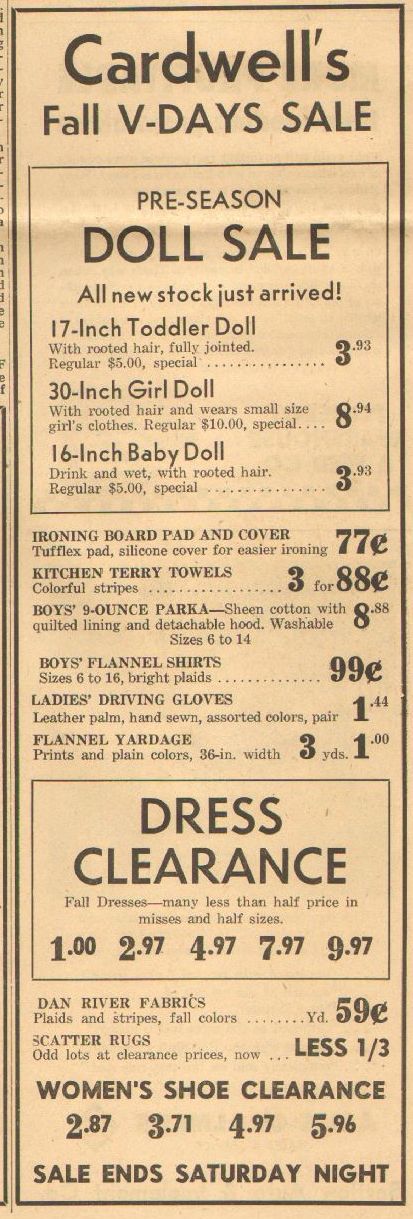 Cardwell's
Fall V-DAYS SALE
PRE-SEASON
DOLL SALE
All new stock just arrived!
17-Inch Toddler Doll
With rooted hair, fully jointed.
Regular $5.00, special ................ 3.93
30-Inch Girl Doll
With rooted hair and wears small size
girl's clothes. Regular $10.00, special.... 8.94
16-Inch Baby Doll
Drink and wet, with rooted hair.
Regular $5.00, special ................ 3.93
IRONING BOARD PAD AND COVER
Tufflex pad, silicone cover for easier ironing 77¢
KITCHEN TERRY TOWELS
Colorful stripes .................. 3 for 88¢
BOYS' 9-OUNCE PARKA—Sheen cotton with
quilted lining and detachable hood. Washable 8.88
Sizes 6 to 14
BOYS' FLANNEL SHIRTS
Sizes 6 to 16, bright plaids .............. 99¢
LADIES' DRIVING GLOVES
Leather palm, hand sewn, assorted colors, pair 1.44
FLANNEL YARDAGE
Prints and plain colors, 36-in. width 3 yds. 1.00
DRESS
CLEARANCE
Fall Dresses—many less than half price in
misses and half sizes.
1.00 2.97 4.97 7.97 9.97
DAN RIVER FABRICS
Plaids and stripes, fall colors ........Yd. 59¢
SCATTER RUGS
Odd lots at clearance prices, now ... LESS 1/3
WOMEN'S SHOE CLEARANCE
2.87 3.71 4.97 5.96
SALE ENDS SATURDAY NIGHT